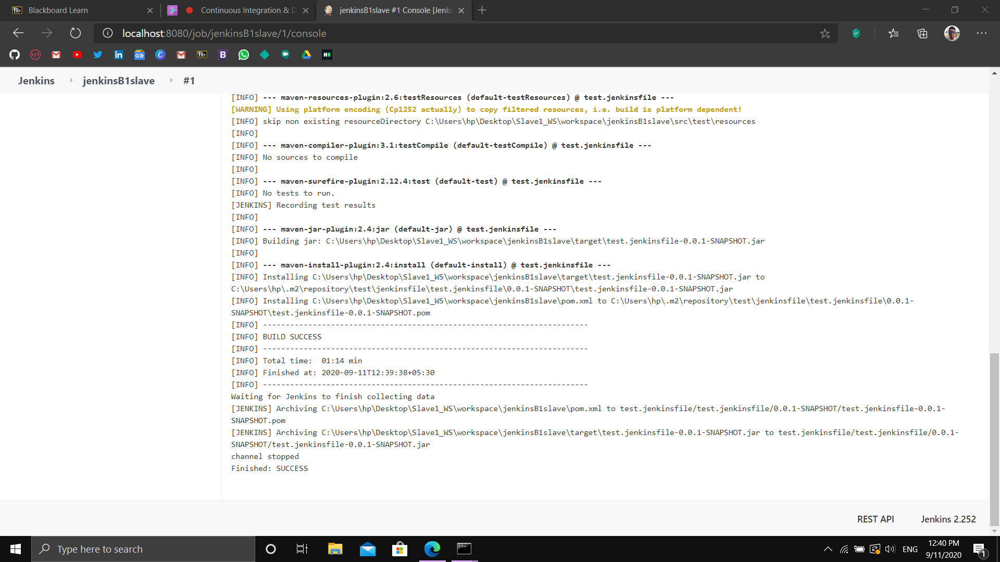 Blackboard Learn
Continuous Integration & D
jenkinsB1slave #1 Console [Jenki
localhost:8080/job/jenkinsB1slave/1/console
Jenkins jenkinsB1slave #1
[INFO] --- maven-resources-plugin:2.6:testResources (default-testResources) @ test.jenkinsfile ---
[WARNING] Using platform encoding (Cp1252 actually) to copy filtered resources, i.e. build is platform dependent!
[INFO] skip non existing resourceDirectory C:\Users\hp\Desktop\Slave1_WS\workspace\jenkinsB1slave\src\test\resources
[INFO]
[INFO] --- maven-compiler-plugin:3.1:testCompile (default-testCompile) @ test.jenkinsfile ---
[INFO] No sources to compile
[INFO]
[INFO] --- maven-surefire-plugin:2.12.4:test (default-test) @ test.jenkinsfile ---
[INFO] No tests to run.
[JENKINS] Recording test results
[INFO]
[INFO] --- maven-jar-plugin:2.4:jar (default-jar) @ test.jenkinsfile ---
[INFO] Building jar: C:\Users\hp\Desktop\Slave1_WS\workspace\jenkinsB1slave\target\test.jenkinsfile-0.0.1-SNAPSHOT.jar
[INFO]
[INFO] --- maven-install-plugin:2.4:install (default-install) @ test.jenkinsfile ---
[INFO] Installing C:\Users\hp\Desktop\Slave1_WS\workspace\jenkinsB1slave\target\test.jenkinsfile-0.0.1-SNAPSHOT.jar to
C:\Users\hp\.m2\repository\test\jenkinsfile\test.jenkinsfile\0.0.1-SNAPSHOT\test.jenkinsfile-0.0.1-SNAPSHOT.jar
[INFO] Installing C:\Users\hp\Desktop\Slave1_WS\workspace\jenkinsB1slave\pom.xml to C:\Users\hp\.m2\repository\test\jenkinsfile\test.jenkinsfile\0.0.1-
SNAPSHOT\test.jenkinsfile-0.0.1-SNAPSHOT.pom
[INFO] ------------------------------------------------------------------------
[INFO] BUILD SUCCESS
[INFO] ------------------------------------------------------------------------
[INFO] Total time:  01:14 min
[INFO] Finished at: 2020-09-11T12:39:38+05:30
[INFO] ------------------------------------------------------------------------
Waiting for Jenkins to finish collecting data
[JENKINS] Archiving C:\Users\hp\Desktop\Slave1_WS\workspace\jenkinsB1slave\pom.xml to test.jenkinsfile/test.jenkinsfile/0.0.1-SNAPSHOT/test.jenkinsfile-0.0.1-
SNAPSHOT.pom
[JENKINS] Archiving C:\Users\hp\Desktop\Slave1_WS\workspace\jenkinsB1slave\target\test.jenkinsfile-0.0.1-SNAPSHOT.jar to test.jenkinsfile/test.jenkinsfile/0.0.1-
SNAPSHOT/test.jenkinsfile-0.0.1-SNAPSHOT.jar
channel stopped
Finished: SUCCESS
REST API
Jenkins 2.252
Type here to search
ENG
12:40 PM
9/11/2020
1